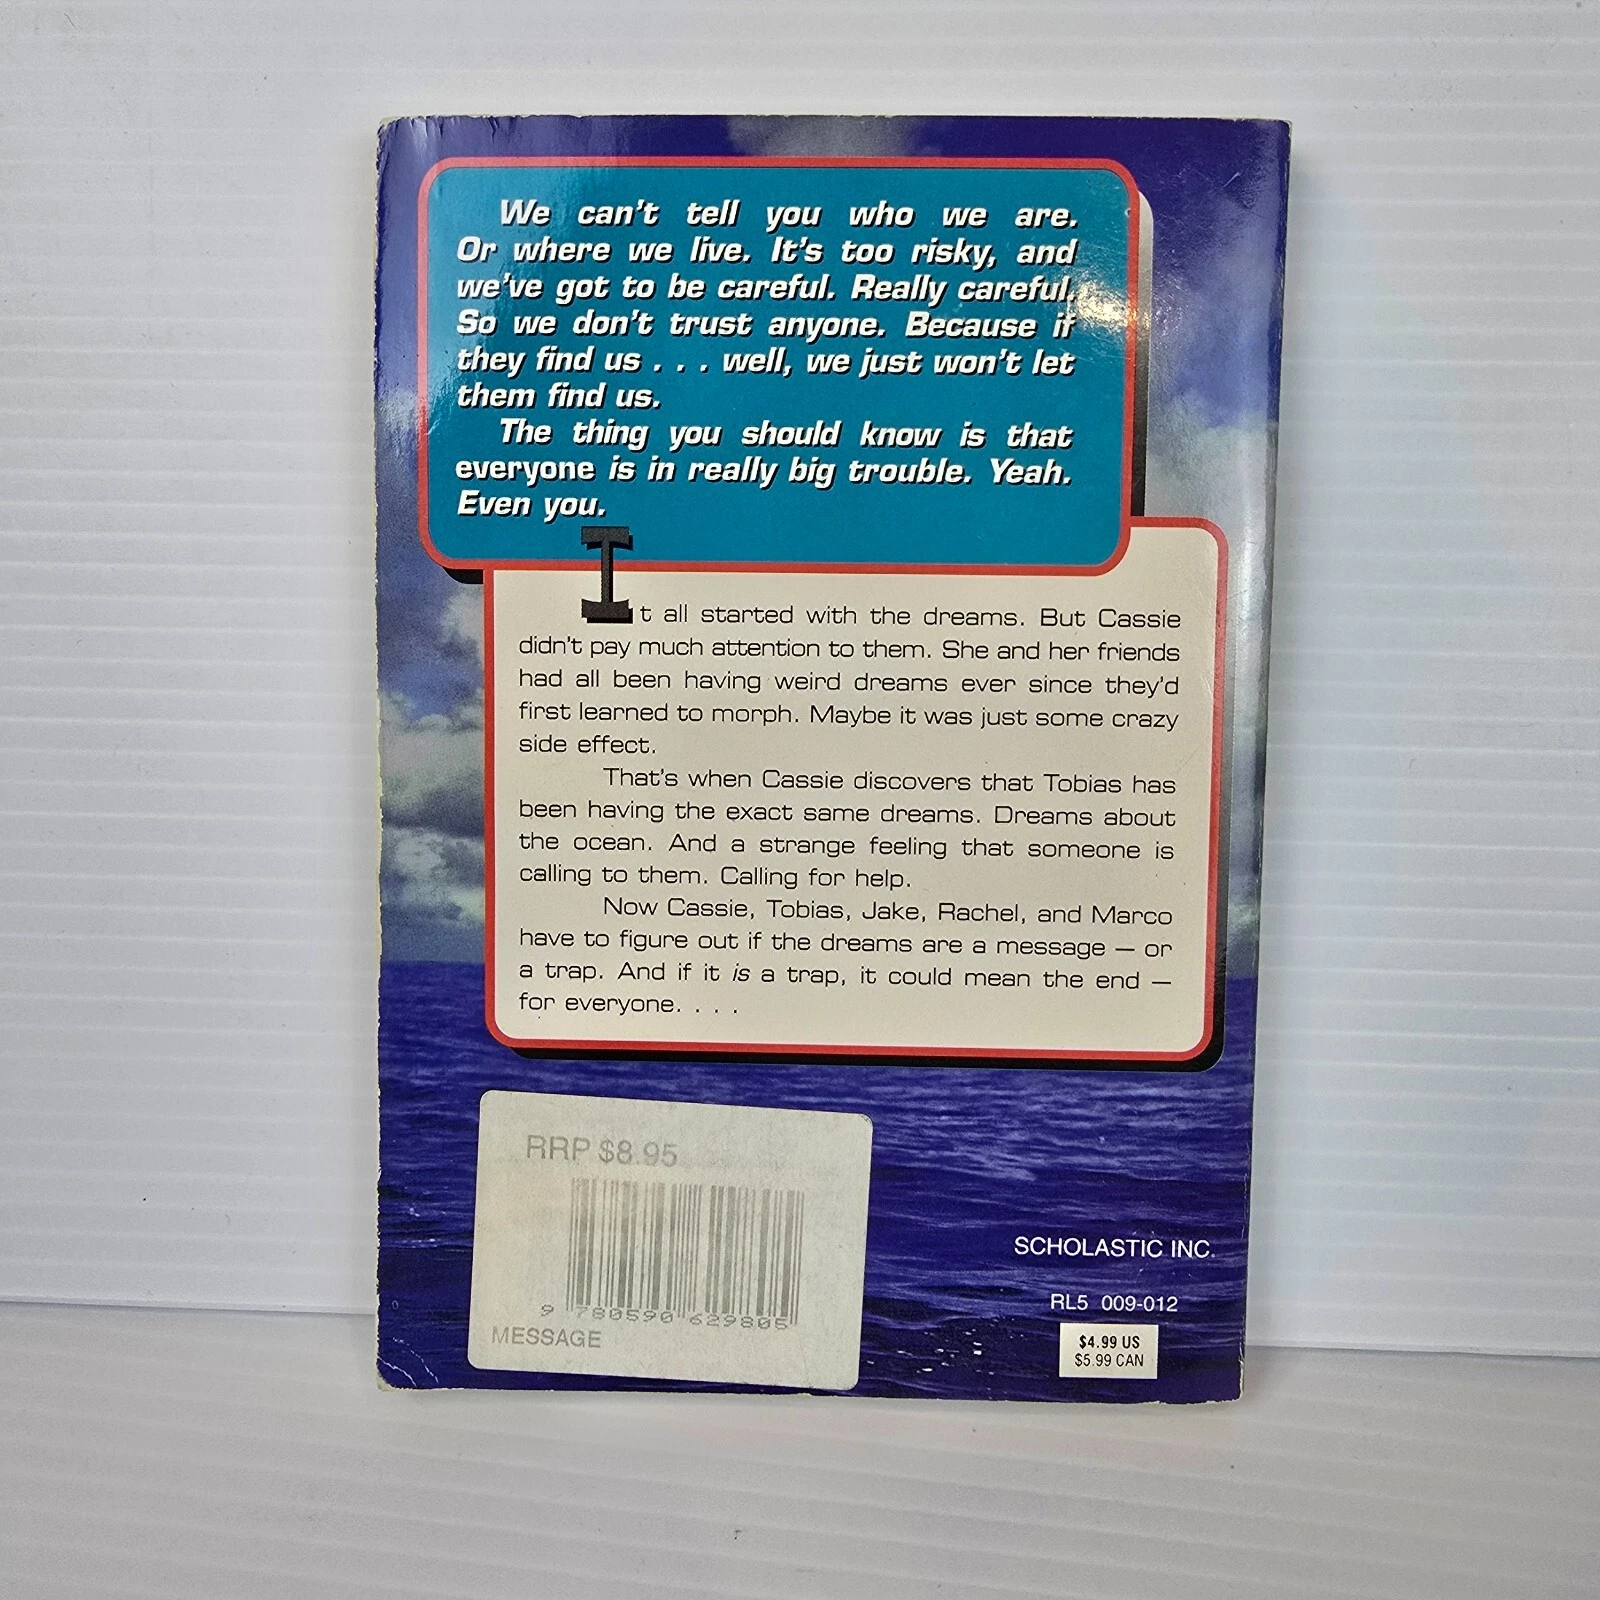 We can't tell you who we are.
Or where we live. It's too risky, and
we've got to be careful. Really careful.
So we don't trust anyone. Because if
they find us . . . well, we just won't let
them find us.
The thing you should know is that
everyone is in really big trouble. Yeah.
Even you.
It all started with the dreams. But Cassie
didn't pay much attention to them. She and her friends
had all been having weird dreams ever since they'd
first learned to morph. Maybe it was just some crazy
side effect.
That's when Cassie discovers that Tobias has
been having the exact same dreams. Dreams about
the ocean. And a strange feeling that someone is
calling to them. Calling for help.
Now Cassie, Tobias, Jake, Rachel, and Marco
have to figure out if the dreams are a message — or
a trap. And if it is a trap, it could mean the end —
for everyone. . . .
RRP $8.95
9 780590 629805
MESSAGE
SCHOLASTIC INC.
RL5 009-012
$4.99 US
$5.99 CAN